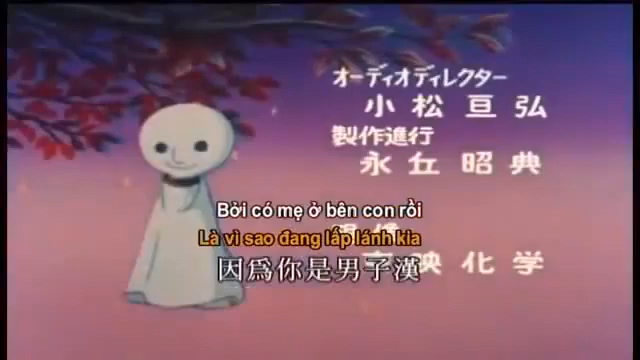 オーディオディレクター
小松亘弘
製作進行
永丘昭典
Bởi có mẹ ở bên con rồi
Là vì sao đang lấp lánh kia
映化学
因為你是男子漢